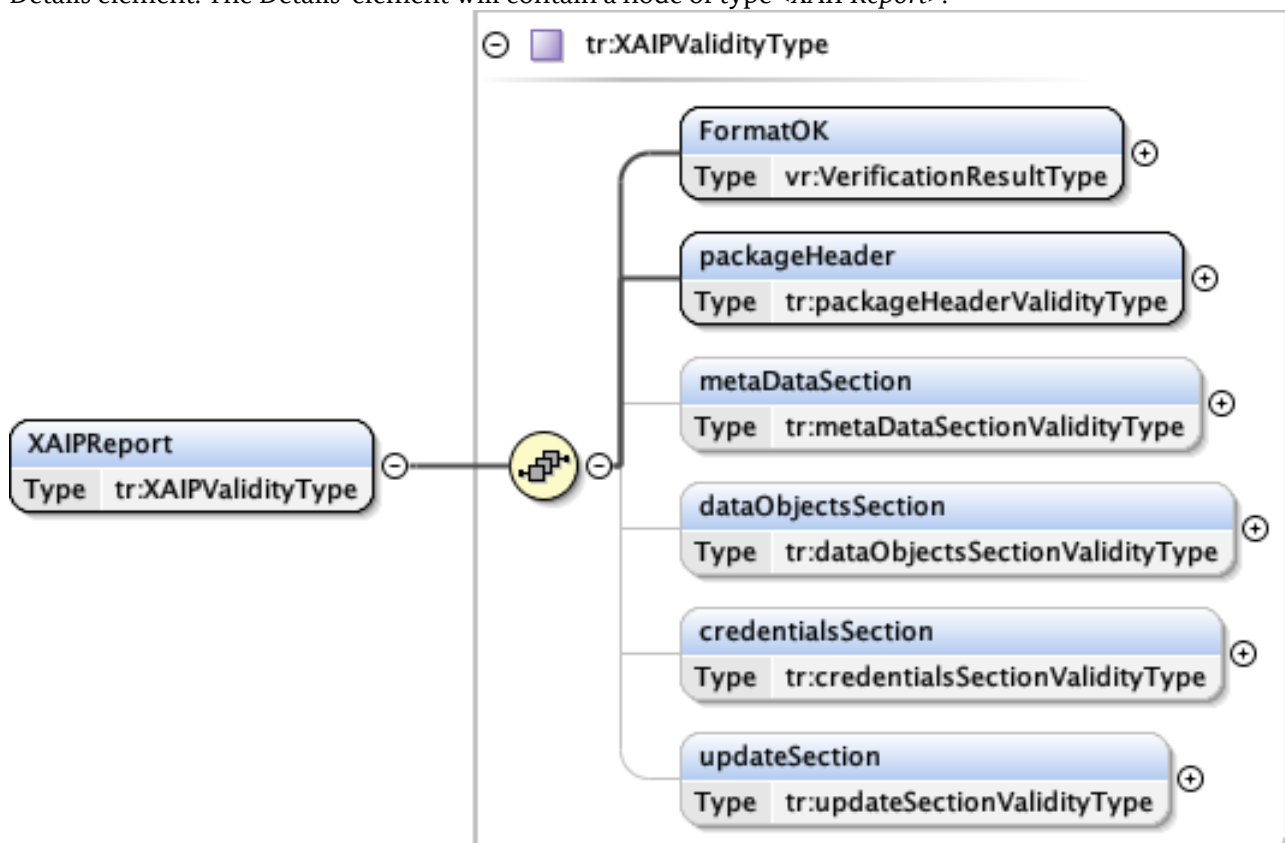 Details element. The Details' element will contain a node of type <XAIPReport>.
tr:XAIPValidityType
FormatOK
Type vr:VerificationResultType
packageHeader
Type tr:packageHeaderValidityType
metaDataSection
Type tr:metaDataSectionValidityType
XAIPReport
Type tr:XAIPValidityType
dataObjectsSection
Type tr:dataObjectsSectionValidityType
credentialsSection
Type tr:credentialsSectionValidityType
updateSection
Type tr:updateSectionValidityType